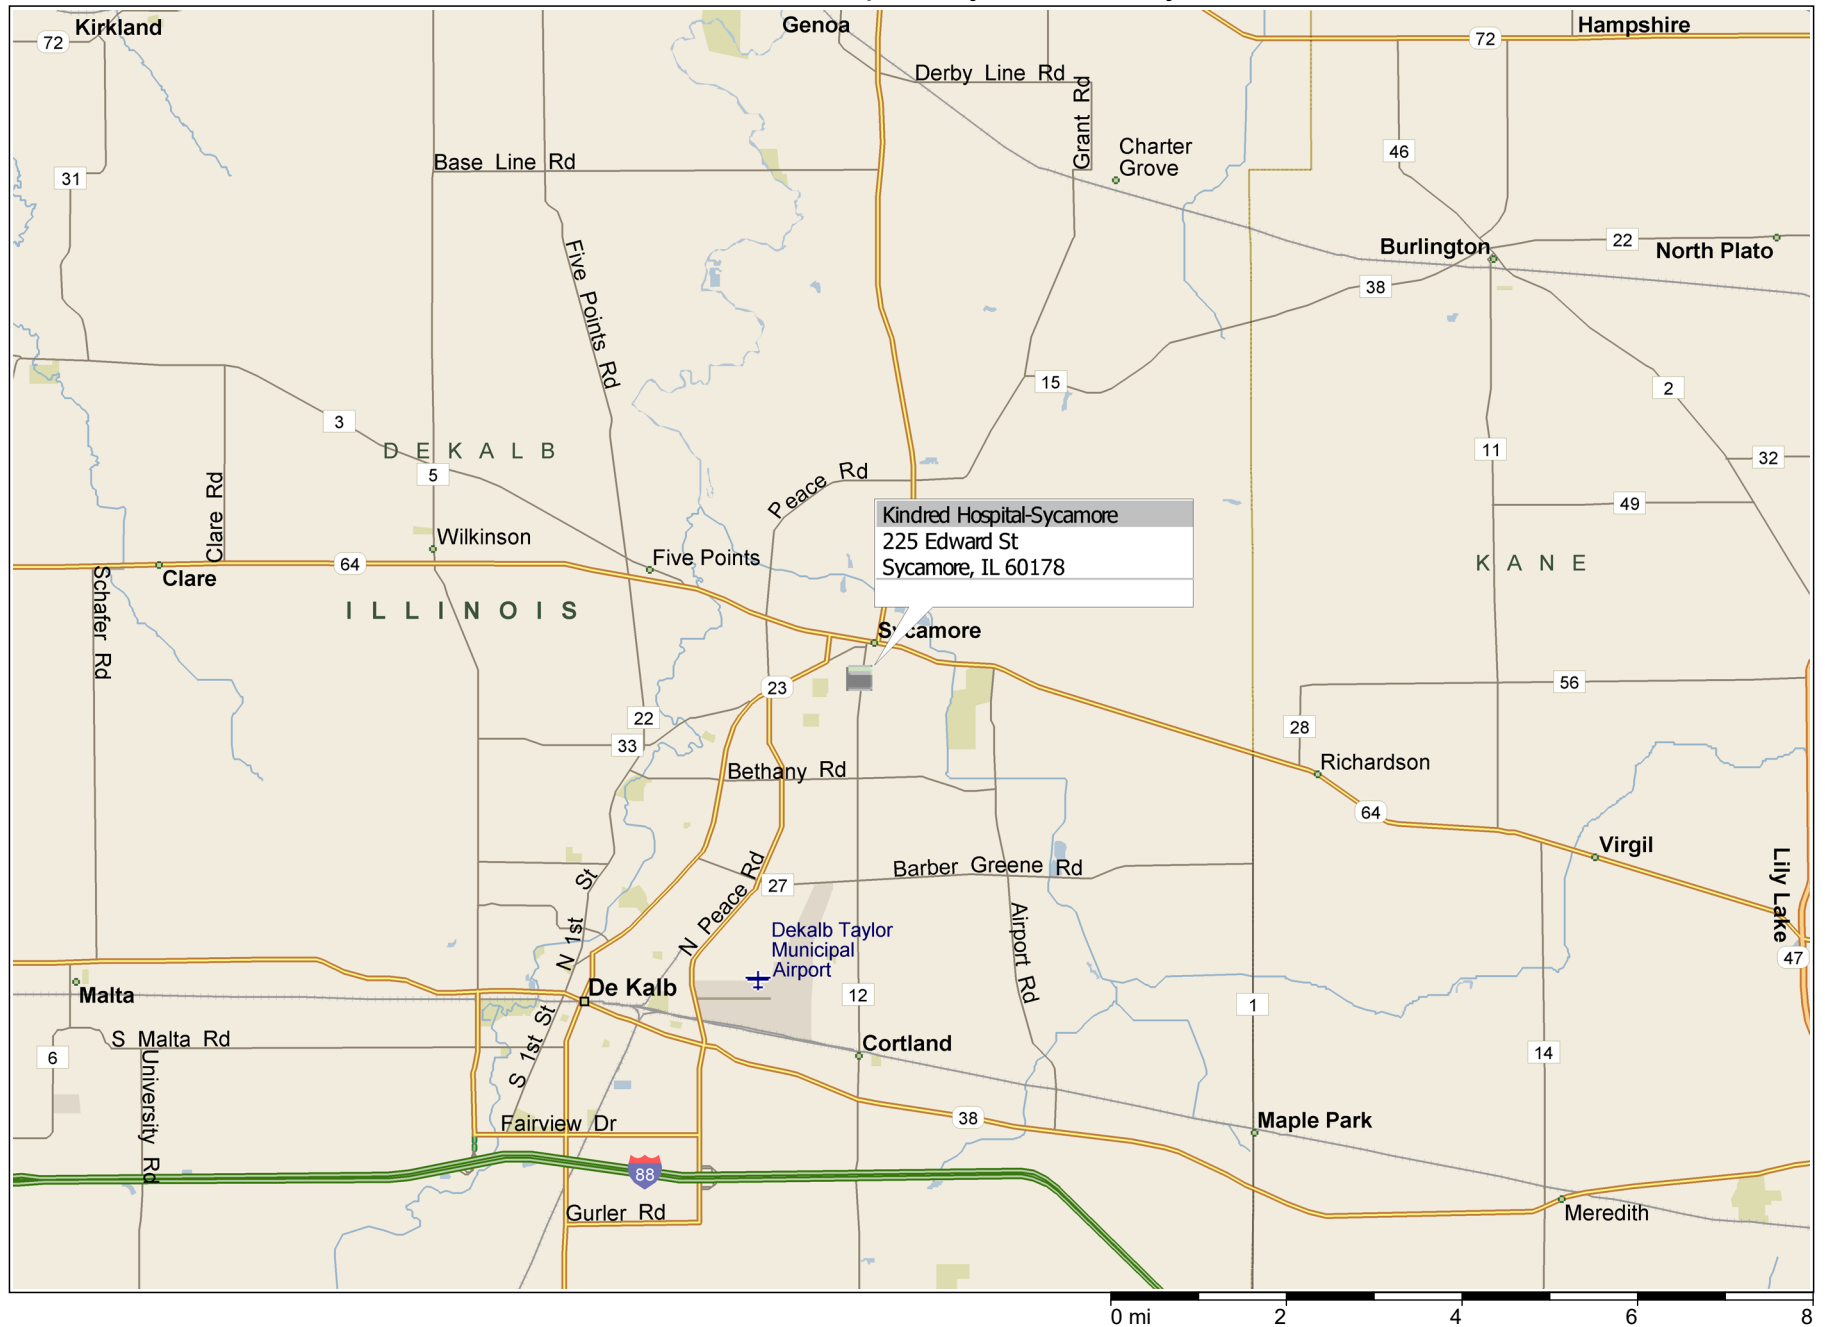 Kirkland
72
Genoa
72
Hampshire
Derby Line Rd
Grant Rd
Charter
Grove
46
Base Line Rd
31
Burlington
22
North Plato
38
Five Points Rd
15
2
3
DEKALB
5
11
32
Peace Rd
Clare Rd
49
Kindred Hospital-Sycamore
225 Edward St
Sycamore, IL 60178
Wilkinson
Five Points
64
Clare
KANE
Schafer Rd
ILLINOIS
Sycamore
23
56
22
28
33
Bethany Rd
Richardson
64
Virgil
Lily Lake
Barber Greene Rd
27
N Peace Rd
N 1st St
Airport Rd
Dekalb Taylor
Municipal
Airport
47
De Kalb
Malta
12
1
S 1st St
S Malta Rd
Cortland
6
14
University Rd
38
Maple Park
Fairview Dr
88
Gurler Rd
Meredith
0 mi 2 4 6 8